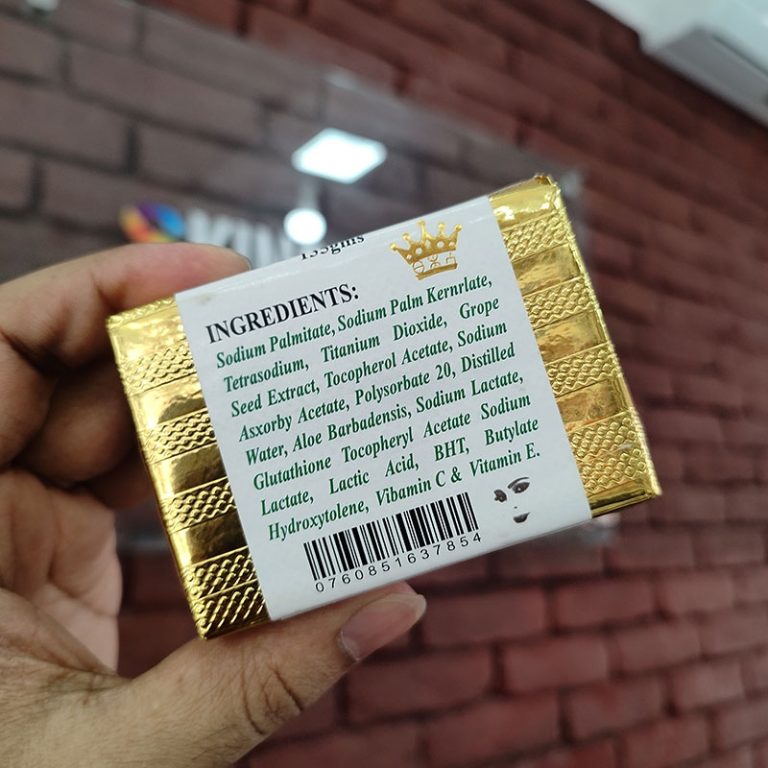 135gms
INGREDIENTS:
Sodium Palmitate, Sodium Palm Kernrlate,
Tetrasodium, Titanium Dioxide, Grope
Seed Extract, Tocopherol Acetate, Sodium
Asxorby Acetate, Polysorbate 20, Distilled
Water, Aloe Barbadensis, Sodium Lactate,
Glutathione Tocopheryl Acetate Sodium
Lactate, Lactic Acid, BHT, Butylate
Hydroxytolene, Vibamin C & Vitamin E.
0760851637854